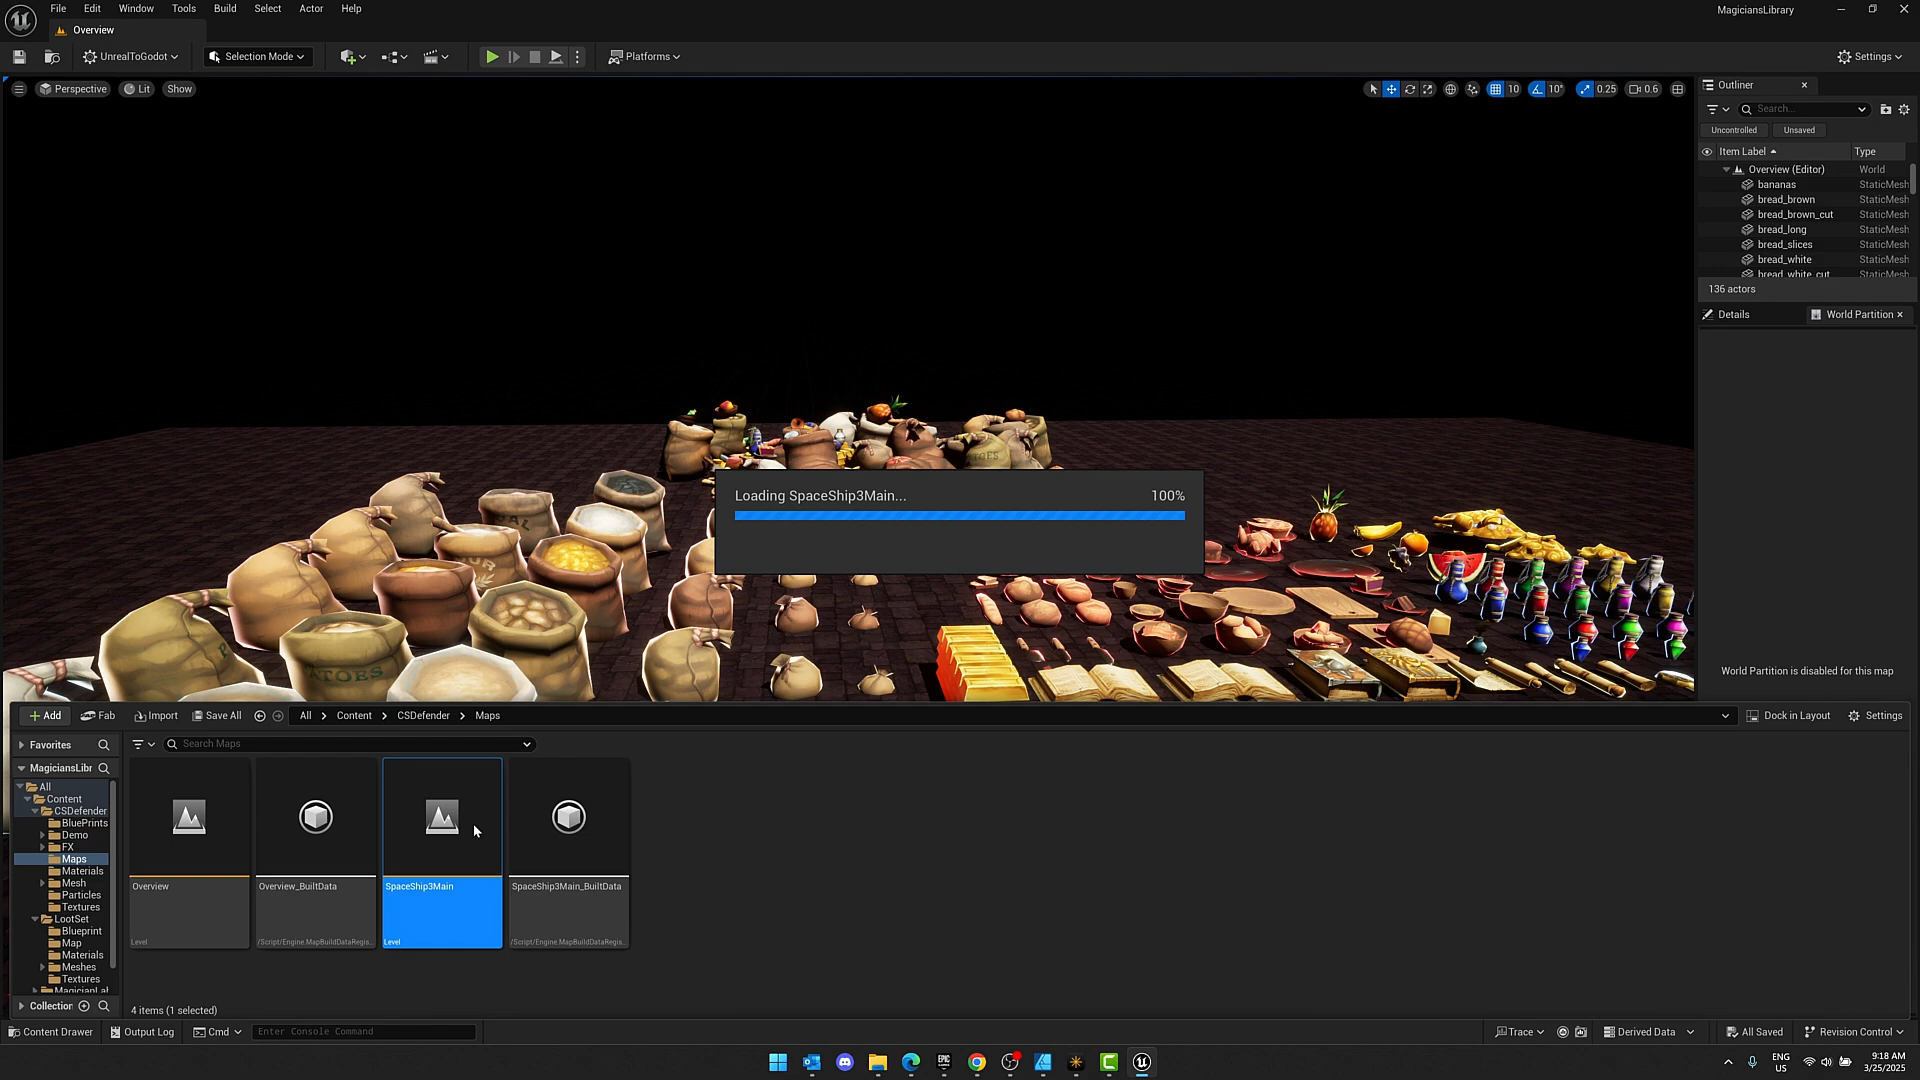 File Edit Window Tools Build Select Actor Help
MagiciansLibrary
Overview
UnrealToGodot
Selection Mode
Platforms
Settings
Perspective Lit Show
10 10° 0.25 0.6
Outliner
Search...
Uncontrolled Unsaved
Item Label Type
Overview (Editor) World
bananas StaticMesh
bread_brown StaticMesh
bread_brown_cut StaticMesh
bread_long StaticMesh
bread_slices StaticMesh
bread_white StaticMesh
bread_white_cut StaticMesh
136 actors
Details World Partition
World Partition is disabled for this map
Loading SpaceShip3Main... 100%
Add Fab Import Save All All Content CSDefender Maps Dock in Layout Settings
Favorites
Search Maps
MagiciansLibr
All
Content
CSDefender
BluePrints
Demo
FX
Maps
Materials
Mesh
Particles
Textures
LootSet
Blueprint
Map
Materials
Meshes
Textures
MagicianLal
Collection
Overview
Level
Overview_BuiltData
/Script/Engine.MapBuildDataRegis...
SpaceShip3Main
Level
SpaceShip3Main_BuiltData
/Script/Engine.MapBuildDataRegis...
4 items (1 selected)
Content Drawer Output Log Cmd Enter Console Command Trace Derived Data All Saved Revision Control
EPIC GAMES
ENG US
9:18 AM
3/25/2025